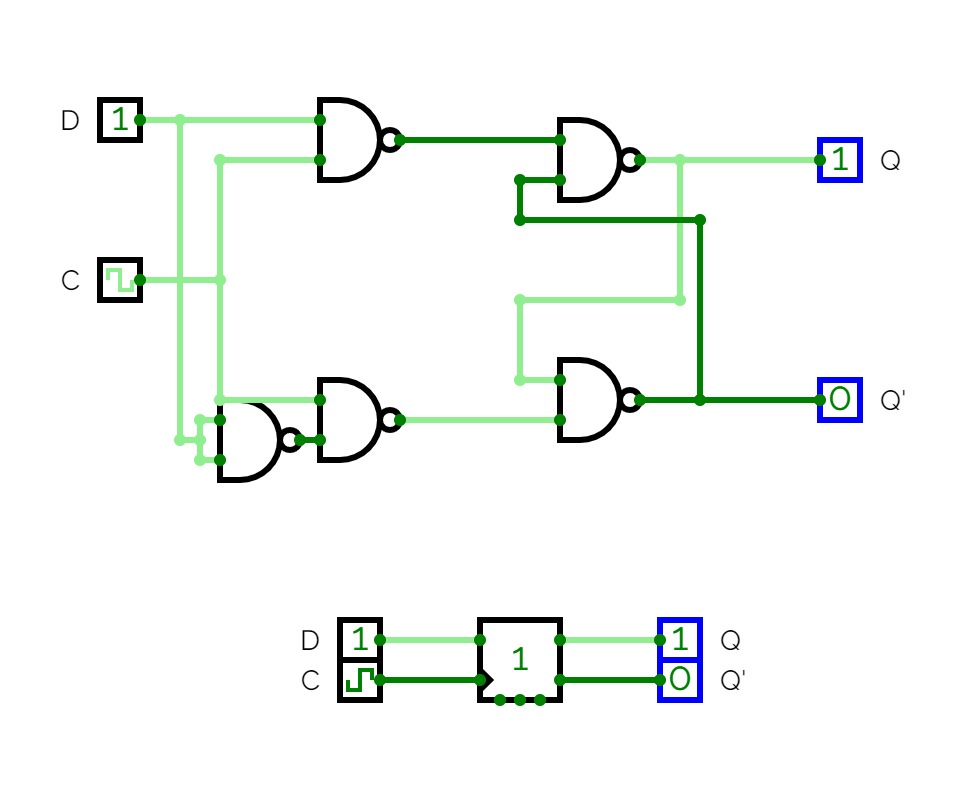 D 1 1 Q
C
0 Q'
D 1 1 1 Q
C 0 Q'